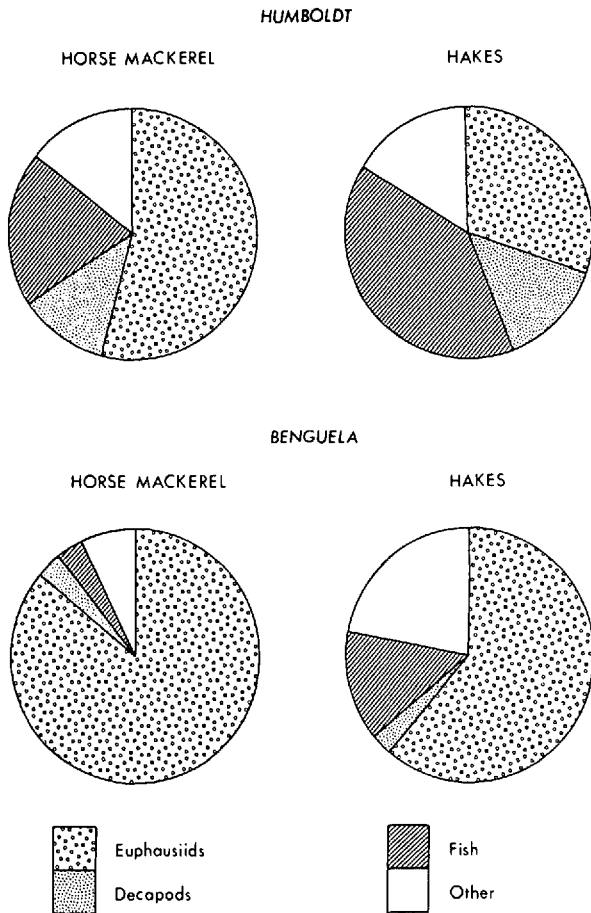 HUMBOLDT
HORSE MACKEREL
HAKES
BENGUELA
HORSE MACKEREL
HAKES
Euphausiids
Decapods
Fish
Other